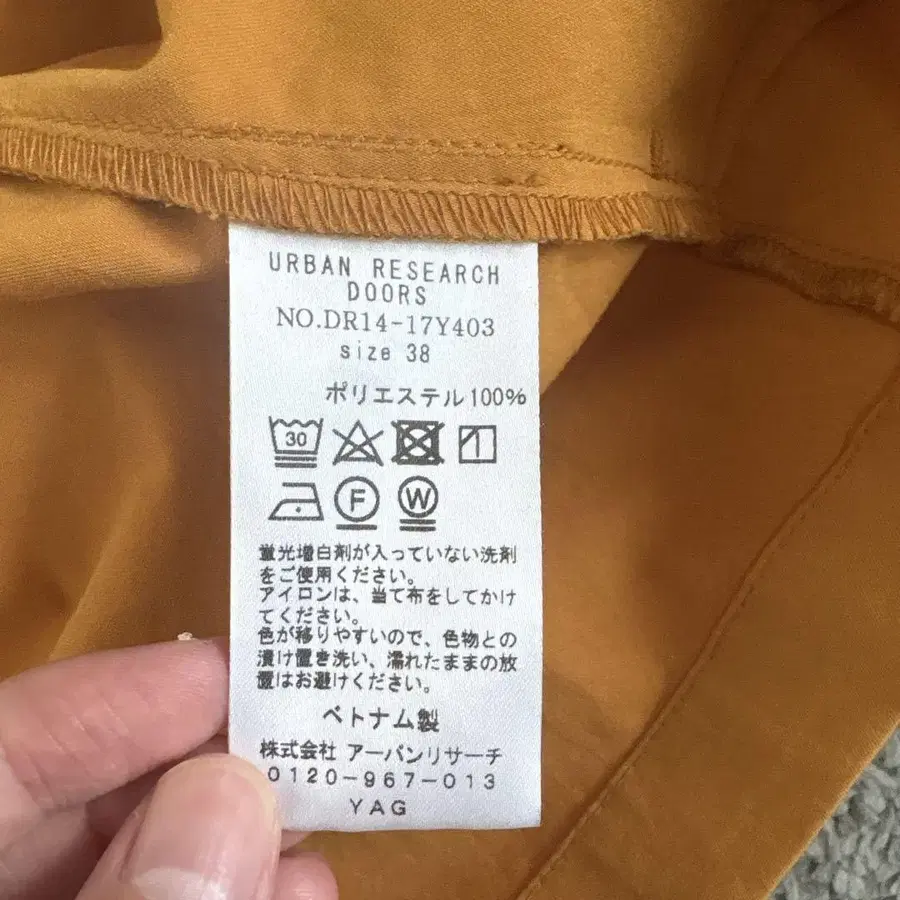 URBAN RESEARCH
DOORS
NO.DR14-17Y403
size 38
ポリエステル100%
30
F W
蛍光増白剤が入っていない洗剤
をご使用ください。
アイロンは、当て布をしてかけ
てください。
色が移りやすいので、色物との
漬け置き洗い、濡れたままの放
置はお避けください。
ベトナム製
株式会社 アーバンリサーチ
0120-967-013
YAG